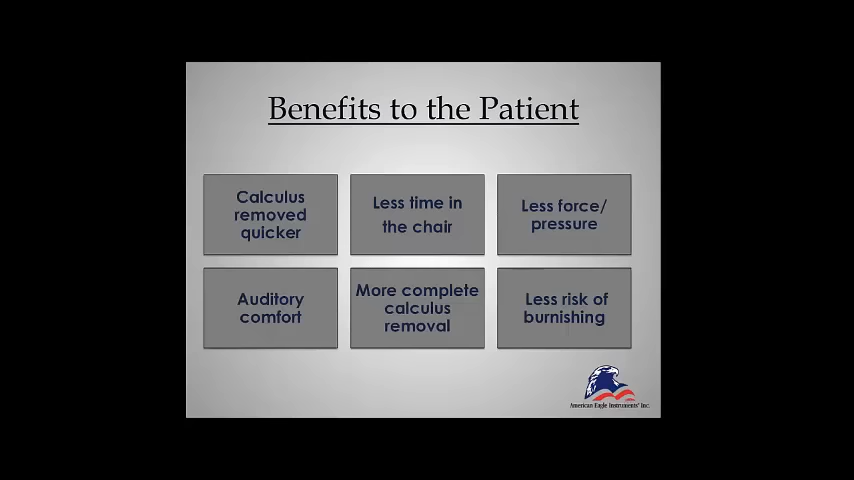 Benefits to the Patient
Calculus
removed
quicker
Less time in
the chair
Less force/
pressure
Auditory
comfort
More complete
calculus
removal
Less risk of
burnishing
American Eagle Instruments® Inc.